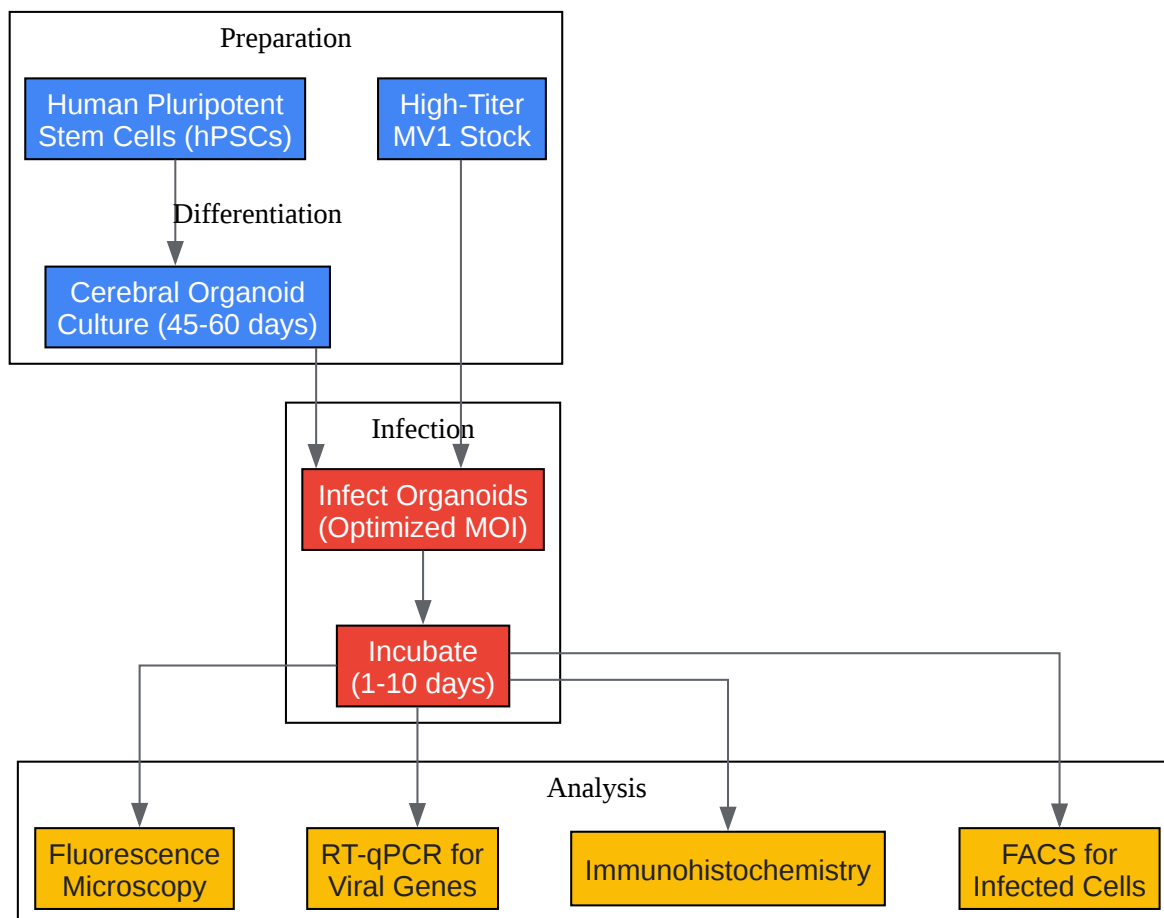 Preparation
Human Pluripotent
Stem Cells (hPSCs)
High-Titer
MV1 Stock
Differentiation
Cerebral Organoid
Culture (45-60 days)
Infection
Infect Organoids
(Optimized MOI)
Incubate
(1-10 days)
Analysis
Fluorescence
Microscopy
RT-qPCR for
Viral Genes
Immunohistochemistry
FACS for
Infected Cells